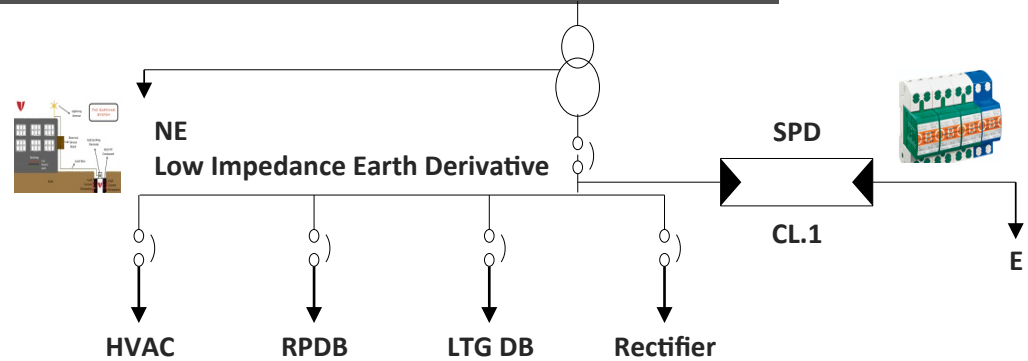 NE
Low Impedance Earth Derivative
SPD
CL.1
E
HVAC
RPDB
LTG DB
Rectifier